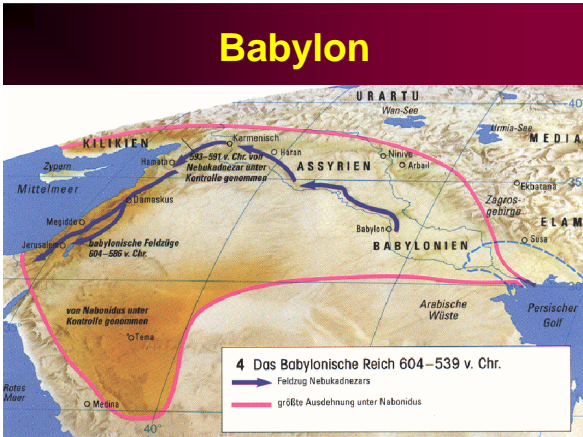 Babylon
URARTU
Wan-See
40
Urmia-See
MEDIA
KILIKIEN
Karmenisch
Haran
Ninive
Arbail
Zypern
Hamath
593–591 v. Chr. von
Nebukadnezar unter
Kontrolle genommen
ASSYRIEN
Ekbatana
35
Mittelmeer
Damaskus
Zagros-
gebirge
ELAM
Megiddo
Babylon
Susa
Jerusalem
babylonische Feldzüge
604–586 v. Chr.
BABYLONIEN
von Nabonidus unter
Kontrolle genommen
Arabische
Wüste
Persischer
Golf
Tema
Rotes
Meer
Medina
40°
4 Das Babylonische Reich 604–539 v. Chr.
Feldzug Nebukadnezars
größte Ausdehnung unter Nabonidus